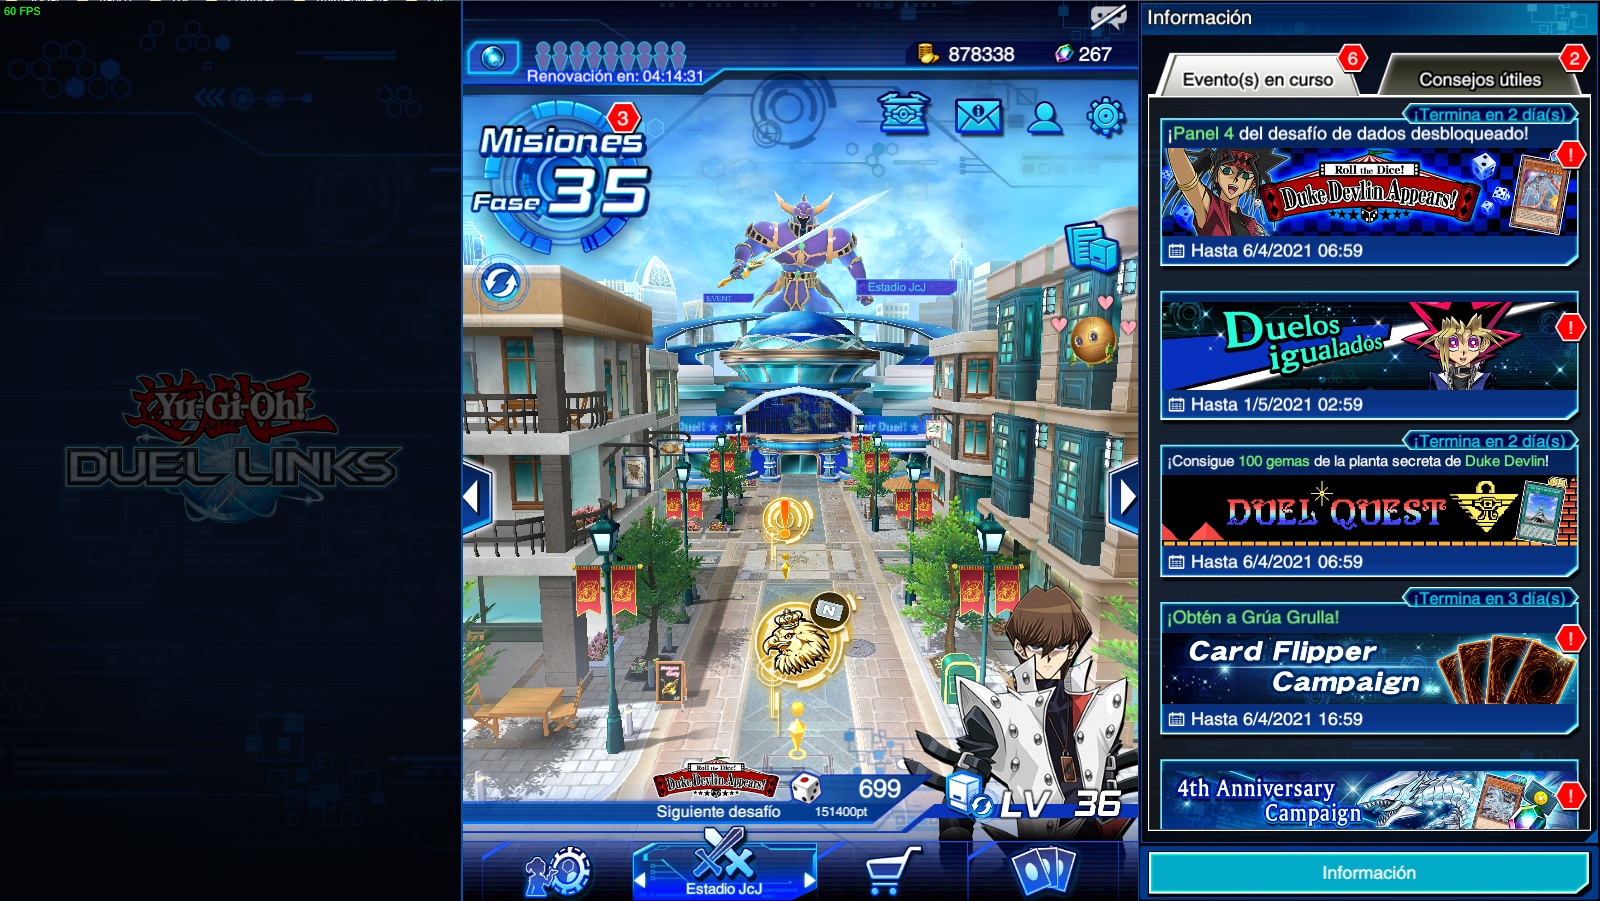 60 FPS
Yu-Gi-Oh!
DUEL LINKS
Renovación en: 04:14:31
878338
267
Misiones
3
Fase 35
EVENT
Estadio JcJ
Duel!
Duel!
N
Roll the Dice!
Duke Devlin Appears!
699
Siguiente desafío
151400pt
LV 36
Estadio JcJ
Información
Evento(s) en curso
6
Consejos útiles
2
¡Termina en 2 día(s)
¡Panel 4 del desafío de dados desbloqueado!
Roll the Dice!
Duke Devlin Appears!
Hasta 6/4/2021 06:59
Duelos
igualados
Hasta 1/5/2021 02:59
¡Termina en 2 día(s)
¡Consigue 100 gemas de la planta secreta de Duke Devlin!
DUEL QUEST
Hasta 6/4/2021 06:59
¡Termina en 3 día(s)
¡Obtén a Grúa Grulla!
Card Flipper
Campaign
Hasta 6/4/2021 16:59
4th Anniversary
Campaign
Información